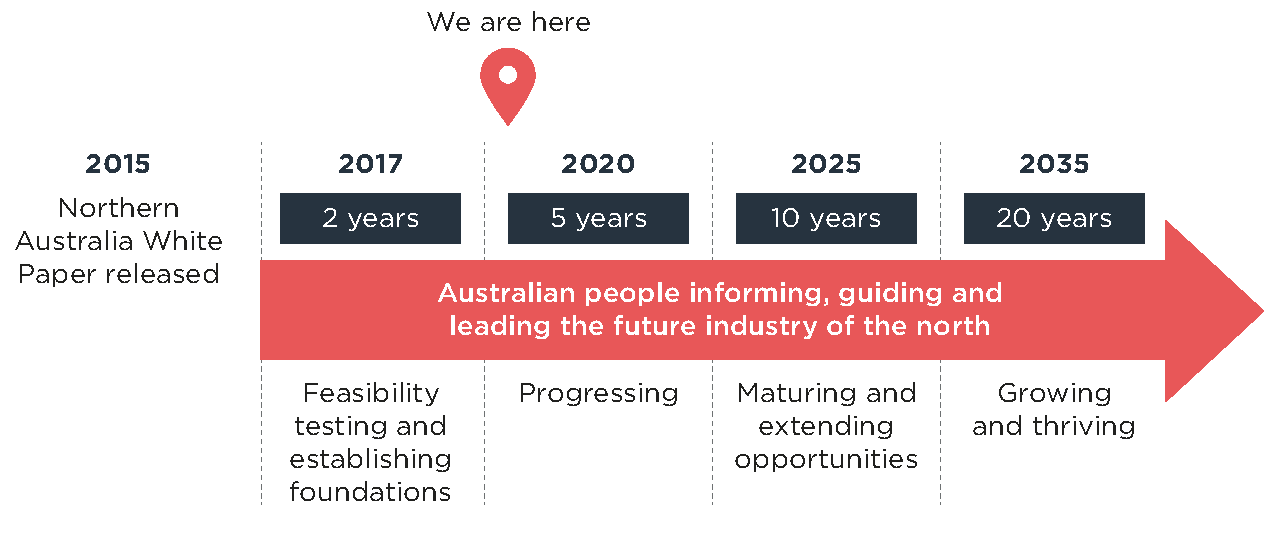 We are here
2015
Northern
Australia White
Paper released
2017
2 years
2020
5 years
2025
10 years
2035
20 years
Australian people informing, guiding and
leading the future industry of the north
Feasibility
testing and
establishing
foundations
Progressing
Maturing and
extending
opportunities
Growing
and thriving